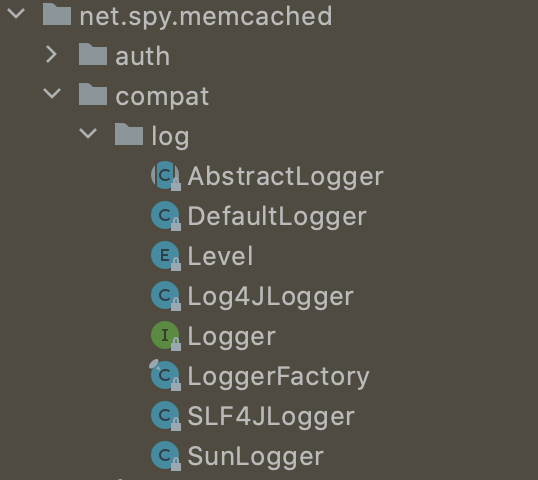 net.spy.memcached
auth
compat
log
C AbstractLogger
C DefaultLogger
E Level
C Log4JLogger
I Logger
C LoggerFactory
C SLF4JLogger
C SunLogger